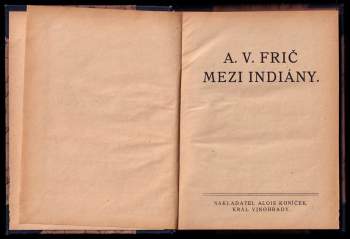 A. V. FRIČ
MEZI INDIÁNY.
NAKLADATEL ALOIS KONÍČEK,
KRÁL. VINOHRADY.